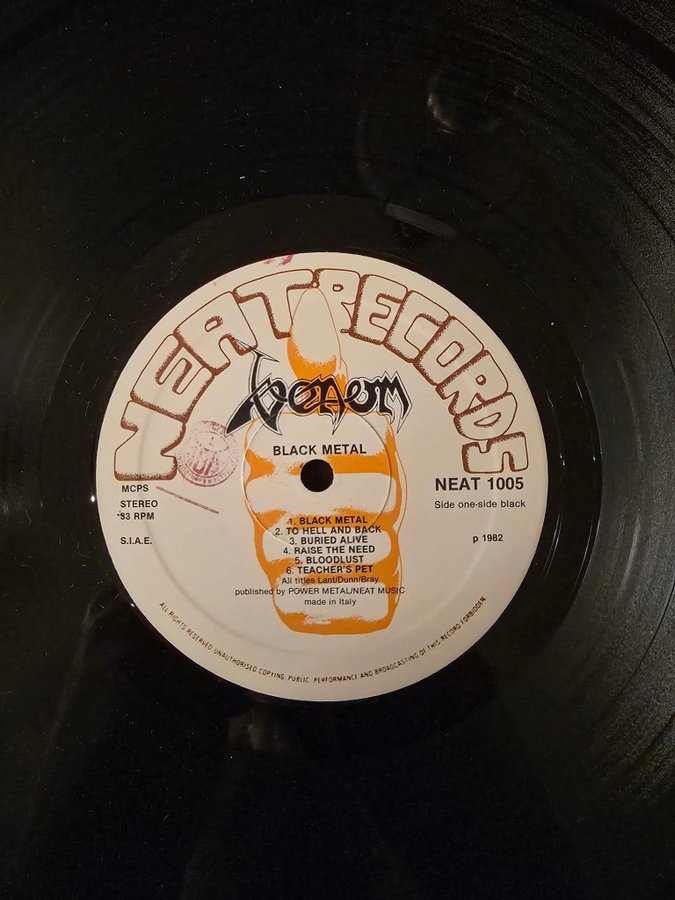 NEAT RECORDS
VENOM
BLACK METAL
MCPS
STEREO
33 RPM
S.I.A.E.
NEAT 1005
Side one-side black
p 1982
1. BLACK METAL
2. TO HELL AND BACK
3. BURIED ALIVE
4. RAISE THE NEED
5. BLOODLUST
6. TEACHER'S PET
All titles Lant/Dunn/Bray
published by POWER METAL/NEAT MUSIC
made in Italy
ALL RIGHTS RESERVED UNAUTHORISED COPYING PUBLIC PERFORMANCE AND BROADCASTING OF THIS RECORD FORBIDDEN